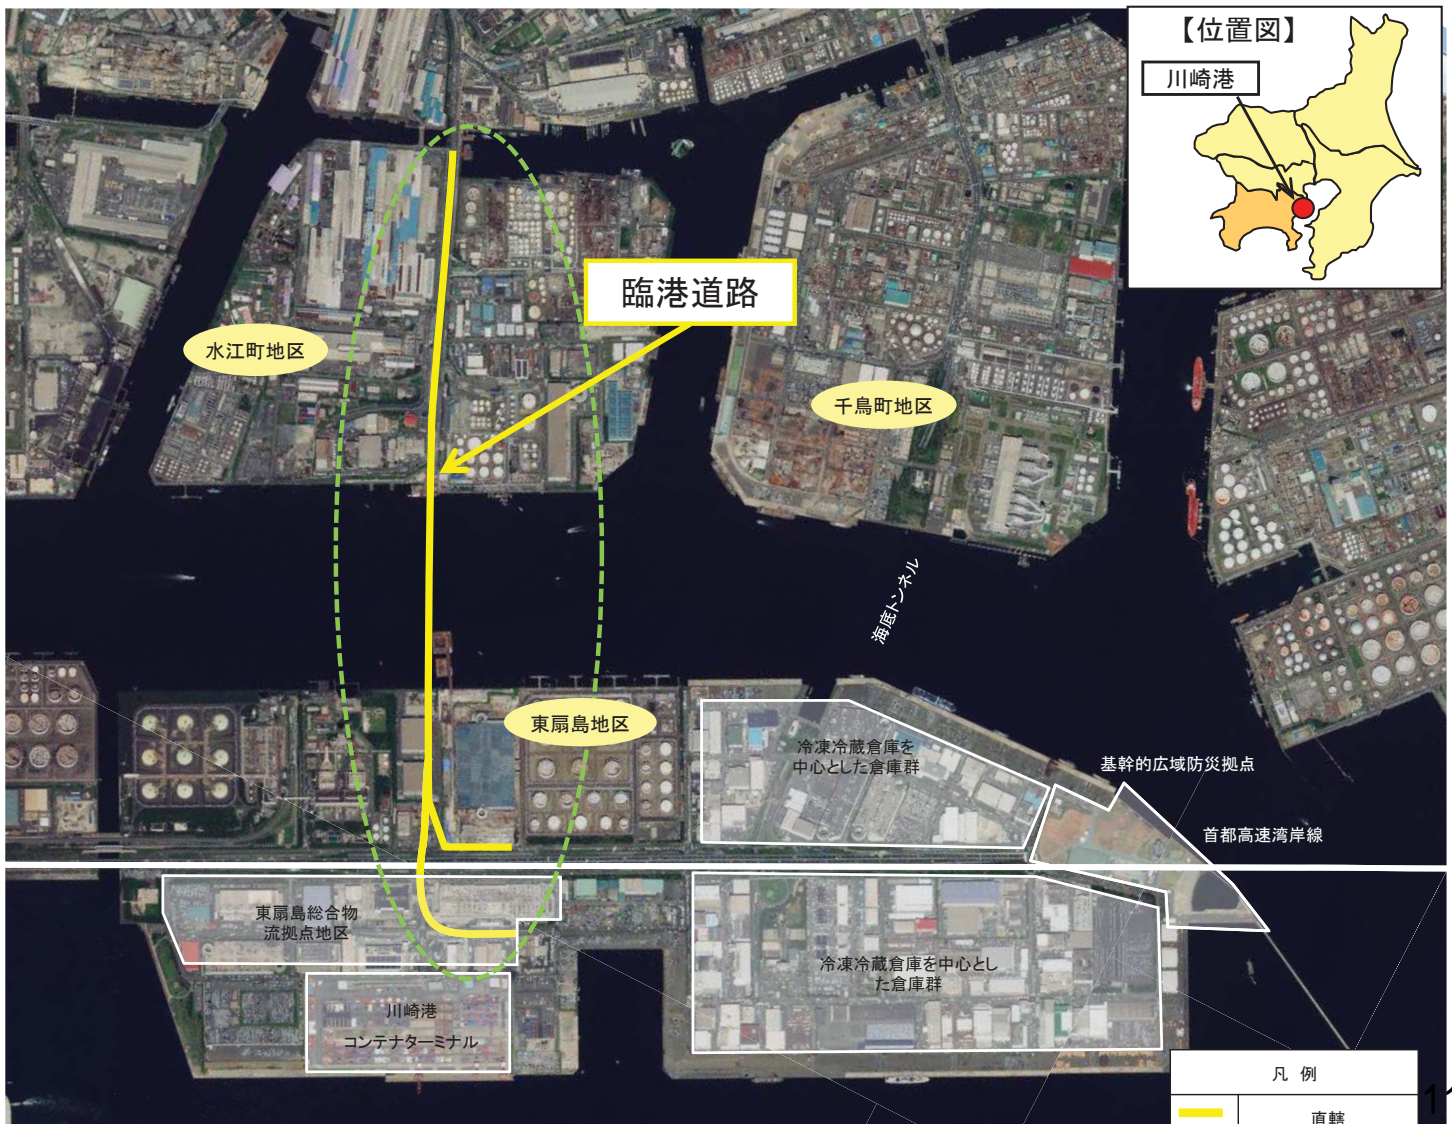 【位置図】
川崎港
臨港道路
水江町地区
千鳥町地区
海底トンネル
東扇島地区
冷凍冷蔵倉庫を
中心とした倉庫群
基幹的広域防災拠点
首都高速湾岸線
東扇島総合物
流拠点地区
冷凍冷蔵倉庫を中心とし
た倉庫群
川崎港
コンテナターミナル
凡 例
直轄